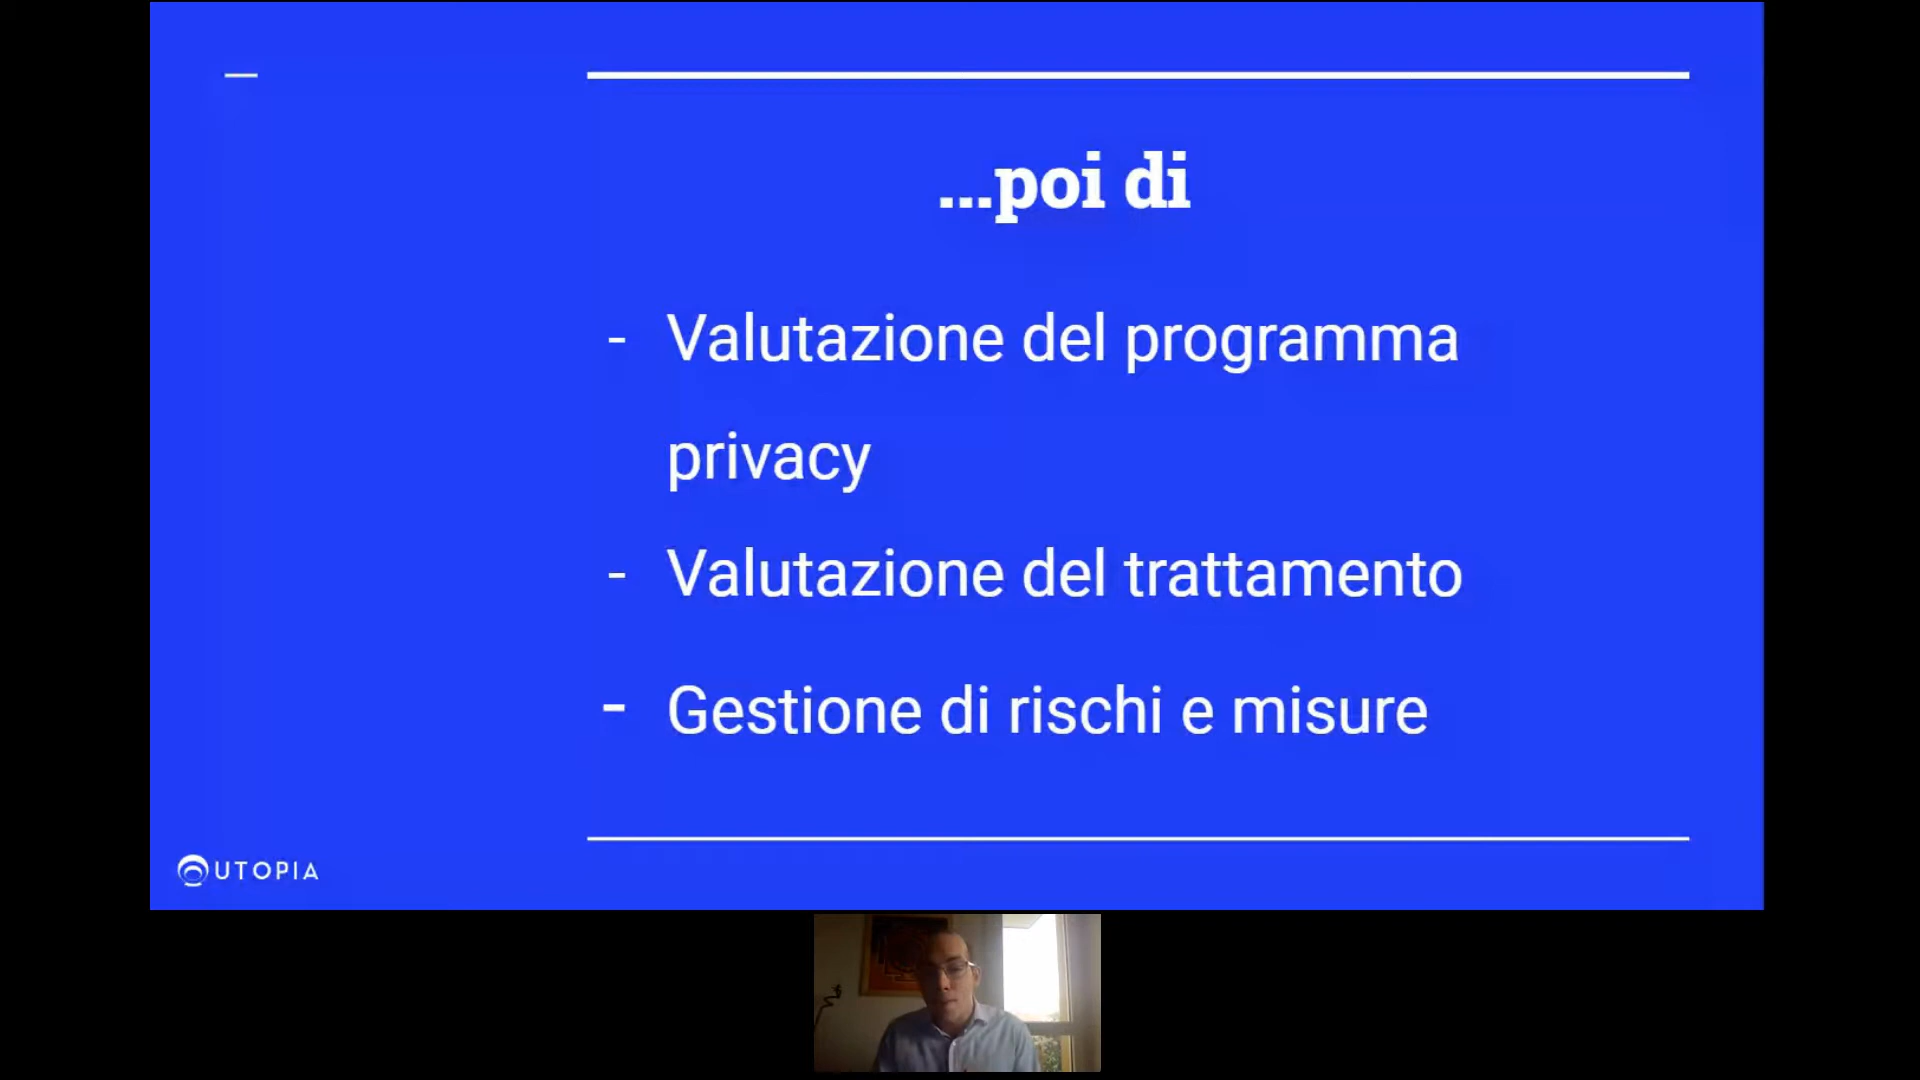 ...poi di
- Valutazione del programma
privacy
- Valutazione del trattamento
- Gestione di rischi e misure
UTOPIA